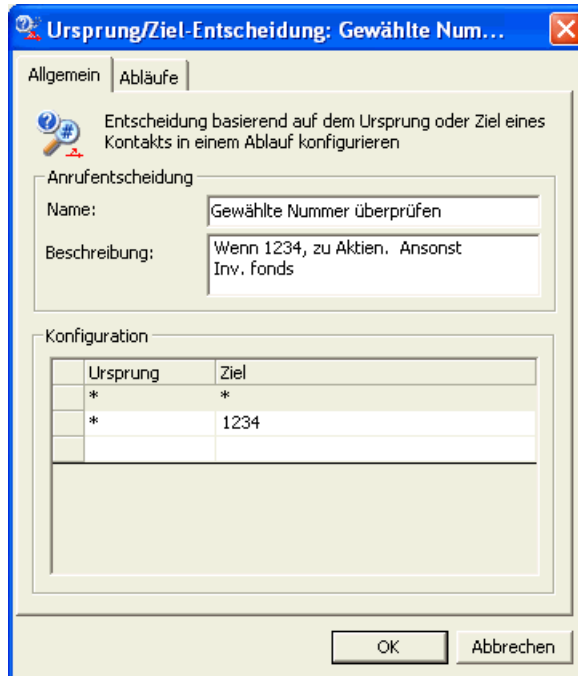 Ursprung/Ziel-Entscheidung: Gewählte Num...
Allgemein Abläufe
Entscheidung basierend auf dem Ursprung oder Ziel eines
Kontakts in einem Ablauf konfigurieren
Anrufentscheidung
Name: Gewählte Nummer überprüfen
Beschreibung: Wenn 1234, zu Aktien. Ansonst
Inv. fonds
Konfiguration
Ursprung Ziel
* *
* 1234
OK Abbrechen